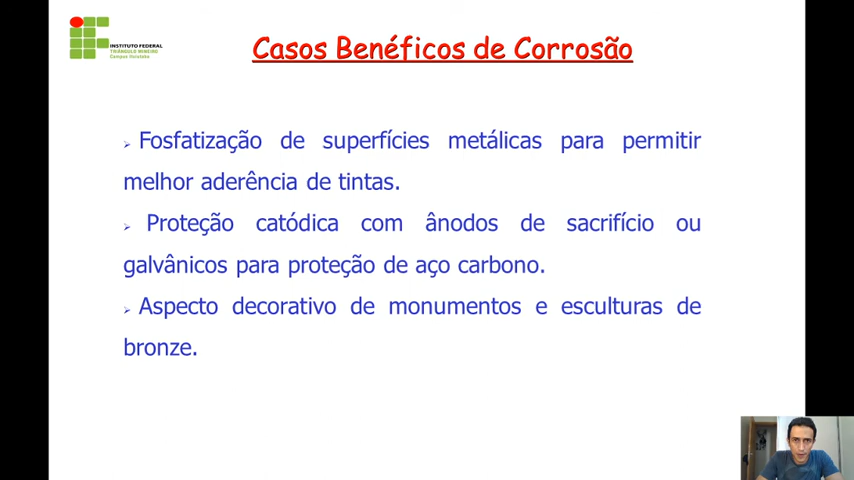 INSTITUTO FEDERAL
TRIÂNGULO MINEIRO
Campus Ituiutaba
Casos Benéficos de Corrosão
Fosfatização de superfícies metálicas para permitir
melhor aderência de tintas.
Proteção catódica com ânodos de sacrifício ou
galvânicos para proteção de aço carbono.
Aspecto decorativo de monumentos e esculturas de
bronze.